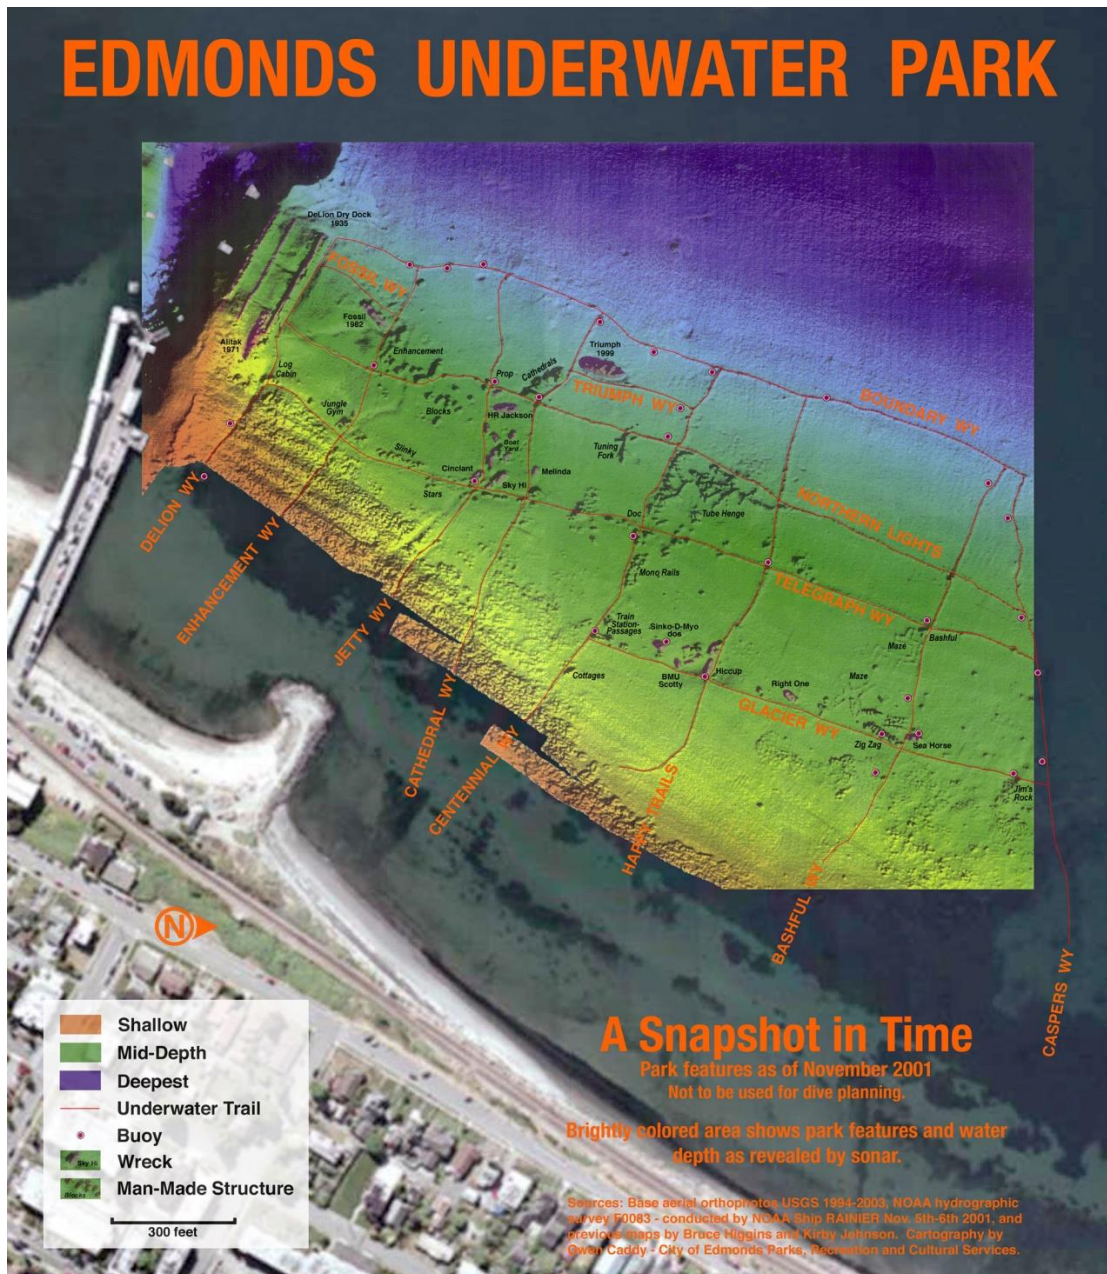 EDMONDS UNDERWATER PARK
DeLion Dry Dock
1935
FOSSIL WY
Fossil
1982
Alitak
1971
Enhancement
Triumph
1999
Log
Cabin
Prop
Cathedrals
TRIUMPH WY
BOUNDARY WY
Jungle
Gym
Blocks
HR Jackson
Boat
Yard
Tuning
Fork
Slinky
Cinclant
Melinda
Sky Hi
Stars
Doc
Tube Henge
NORTHERN LIGHTS
DELION WY
ENHANCEMENT WY
Mono Rails
TELEGRAPH WY
JETTY WY
Train
Station-
Passages
Sinko-D-Myo
dos
Bashful
Maze
Cottages
BMU
Scotty
Hiccup
Right One
Maze
CATHEDRAL WY
GLACIER WY
Zig Zag
Sea Horse
CENTENNIAL WY
Jim's
Rock
HAPPY TRAILS
BASHFUL WY
CASPERS WY
N
Shallow
Mid-Depth
Deepest
Underwater Trail
Buoy
Sky Hi
Wreck
Blocks
Man-Made Structure
300 feet
A Snapshot in Time
Park features as of November 2001
Not to be used for dive planning.
Brightly colored area shows park features and water
depth as revealed by sonar.
Sources: Base aerial orthophotos USGS 1994-2003, NOAA hydrographic
survey F0083 - conducted by NOAA Ship RAINIER Nov. 5th-6th 2001, and
previous maps by Bruce Higgins and Kirby Johnson. Cartography by
Gwen Caddy - City of Edmonds Parks, Recreation and Cultural Services.